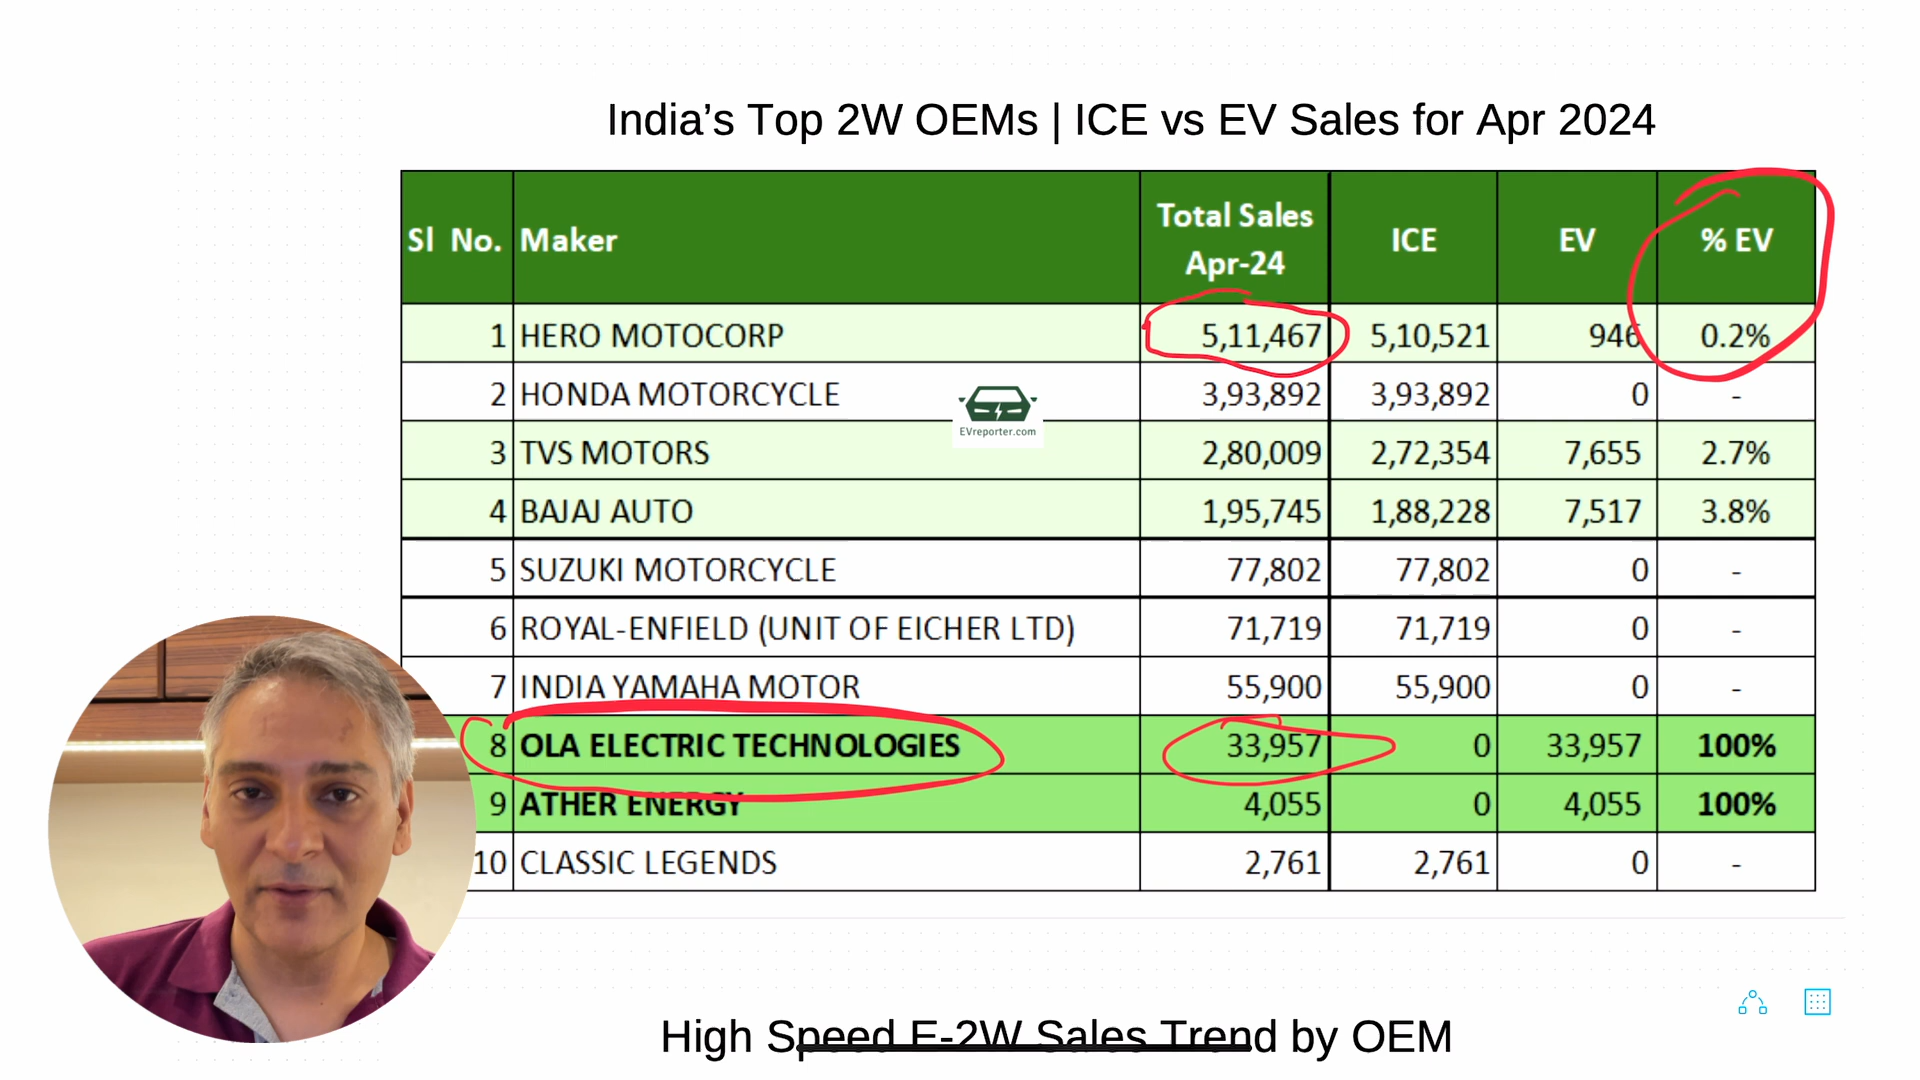 India’s Top 2W OEMs | ICE vs EV Sales for Apr 2024
Sl No. Maker Total Sales Apr-24 ICE EV % EV
1 HERO MOTOCORP 5,11,467 5,10,521 946 0.2%
2 HONDA MOTORCYCLE 3,93,892 3,93,892 0 -
EVreporter.com
3 TVS MOTORS 2,80,009 2,72,354 7,655 2.7%
4 BAJAJ AUTO 1,95,745 1,88,228 7,517 3.8%
5 SUZUKI MOTORCYCLE 77,802 77,802 0 -
6 ROYAL-ENFIELD (UNIT OF EICHER LTD) 71,719 71,719 0 -
7 INDIA YAMAHA MOTOR 55,900 55,900 0 -
8 OLA ELECTRIC TECHNOLOGIES 33,957 0 33,957 100%
9 ATHER ENERGY 4,055 0 4,055 100%
10 CLASSIC LEGENDS 2,761 2,761 0 -
High Speed E-2W Sales Trend by OEM